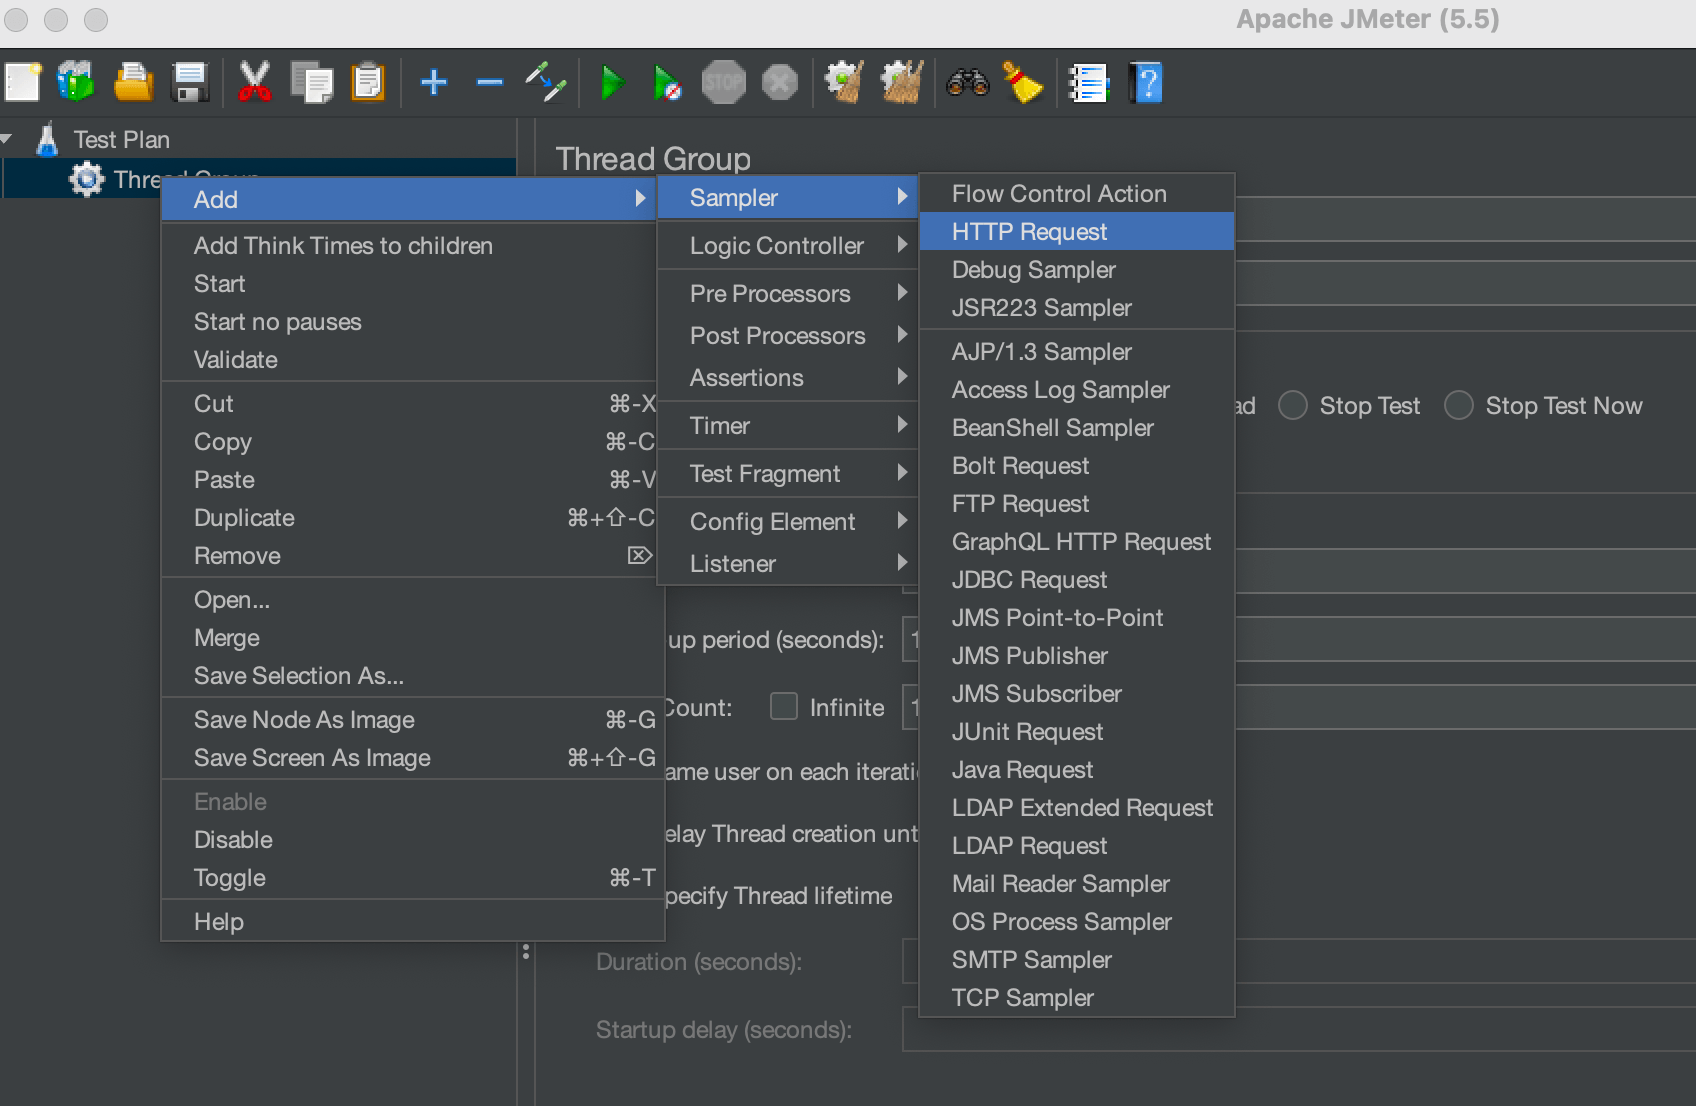 Apache JMeter (5.5)
STOP
Test Plan
Thread Group
Thread Group
Add
Add Think Times to children
Start
Start no pauses
Validate
Cut ⌘-X
Copy ⌘-C
Paste ⌘-V
Duplicate ⌘+⇧-C
Remove ⌦
Open...
Merge
Save Selection As...
Save Node As Image ⌘-G
Save Screen As Image ⌘+⇧-G
Enable
Disable
Toggle ⌘-T
Help
Sampler
Logic Controller
Pre Processors
Post Processors
Assertions
Timer
Test Fragment
Config Element
Listener
Flow Control Action
HTTP Request
Debug Sampler
JSR223 Sampler
AJP/1.3 Sampler
Access Log Sampler
BeanShell Sampler
Bolt Request
FTP Request
GraphQL HTTP Request
JDBC Request
JMS Point-to-Point
JMS Publisher
JMS Subscriber
JUnit Request
Java Request
LDAP Extended Request
LDAP Request
Mail Reader Sampler
OS Process Sampler
SMTP Sampler
TCP Sampler
ad Stop Test Stop Test Now
up period (seconds): 1
Count: Infinite 1
ame user on each iterati
elay Thread creation unt
pecify Thread lifetime
Duration (seconds):
Startup delay (seconds):